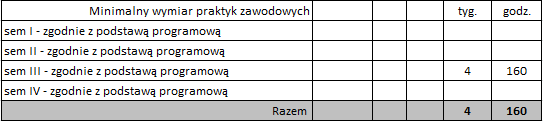 Minimalny wymiar praktyk zawodowych tyg. godz.
sem I - zgodnie z podstawą programową
sem II - zgodnie z podstawą programową
sem III - zgodnie z podstawą programową 4 160
sem IV - zgodnie z podstawą programową
Razem 4 160